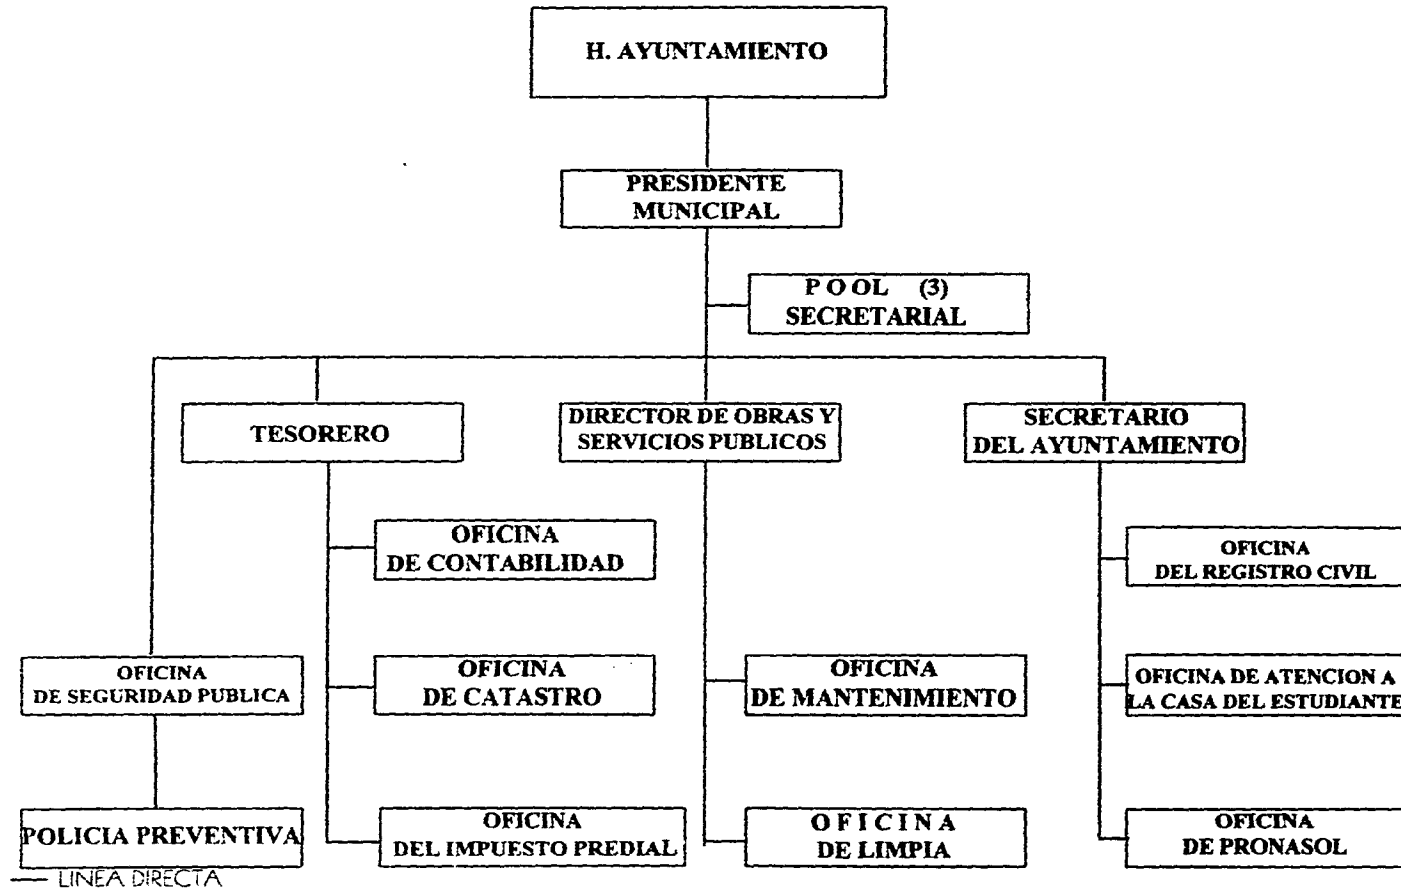 H. AYUNTAMIENTO
PRESIDENTE
MUNICIPAL
P O OL (3)
SECRETARIAL
TESORERO
DIRECTOR DE OBRAS Y
SERVICIOS PUBLICOS
SECRETARIO
DEL AYUNTAMIENTO
OFICINA
DE CONTABILIDAD
OFICINA
DEL REGISTRO CIVIL
OFICINA
DE SEGURIDAD PUBLICA
OFICINA
DE CATASTRO
OFICINA
DE MANTENIMIENTO
OFICINA DE ATENCION A
LA CASA DEL ESTUDIANTE
POLICIA PREVENTIVA
OFICINA
DEL IMPUESTO PREDIAL
O F I C I N A
DE LIMPIA
OFICINA
DE PRONASOL
LINEA DIRECTA